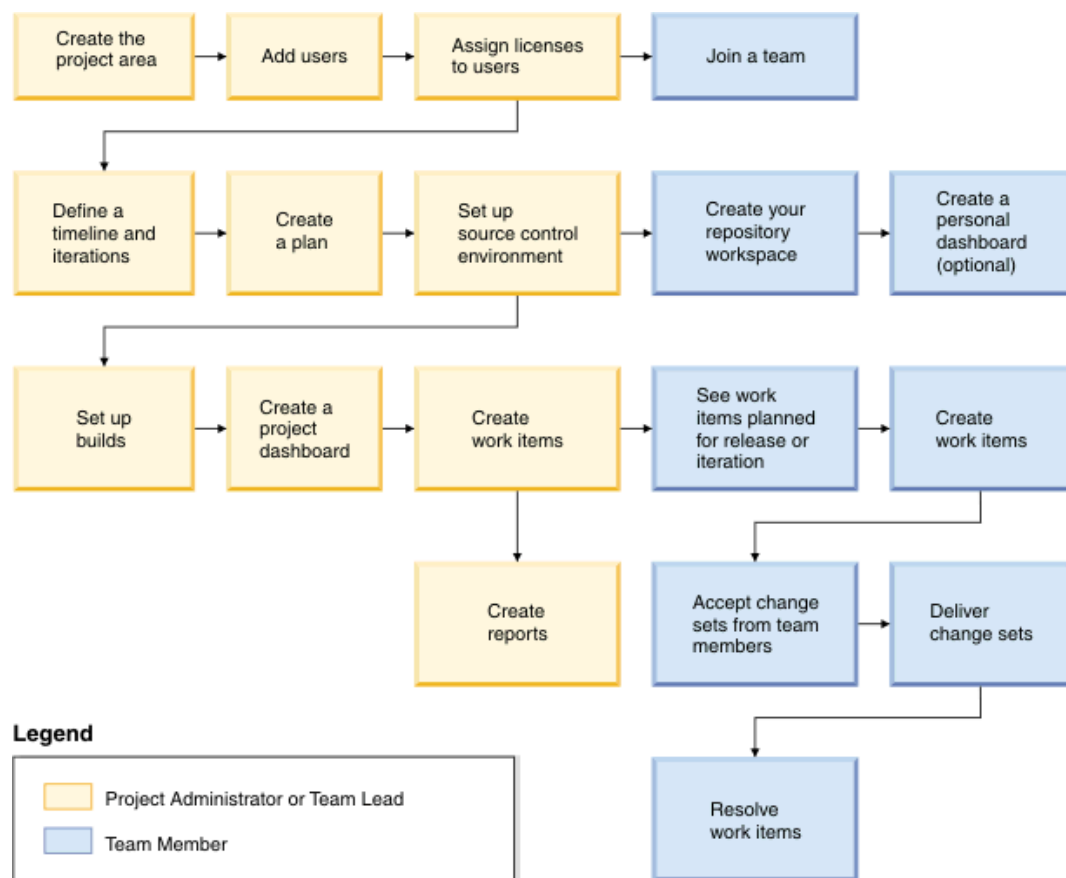 Create the
project area
Add users
Assign licenses
to users
Join a team
Define a
timeline and
iterations
Create
a plan
Set up
source control
environment
Create your
repository
workspace
Create a
personal
dashboard
(optional)
Set up
builds
Create a
project
dashboard
Create
work items
See work
items planned
for release or
iteration
Create
work items
Create
reports
Accept change
sets from team
members
Deliver
change sets
Resolve
work items
Legend
Project Administrator or Team Lead
Team Member